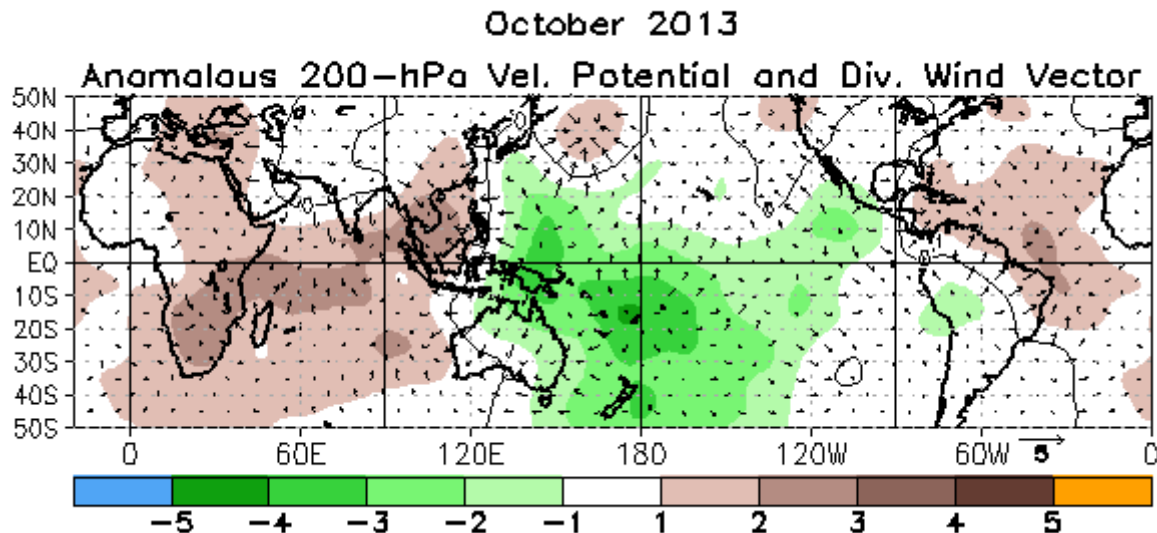 October 2013
Anomalous 200-hPa Vel. Potential and Div. Wind Vector
50N
40N
30N
20N
10N
EQ
10S
20S
30S
40S
50S
0 60E 120E 180 120W 60W 0
5
-5 -4 -3 -2 -1 1 2 3 4 5